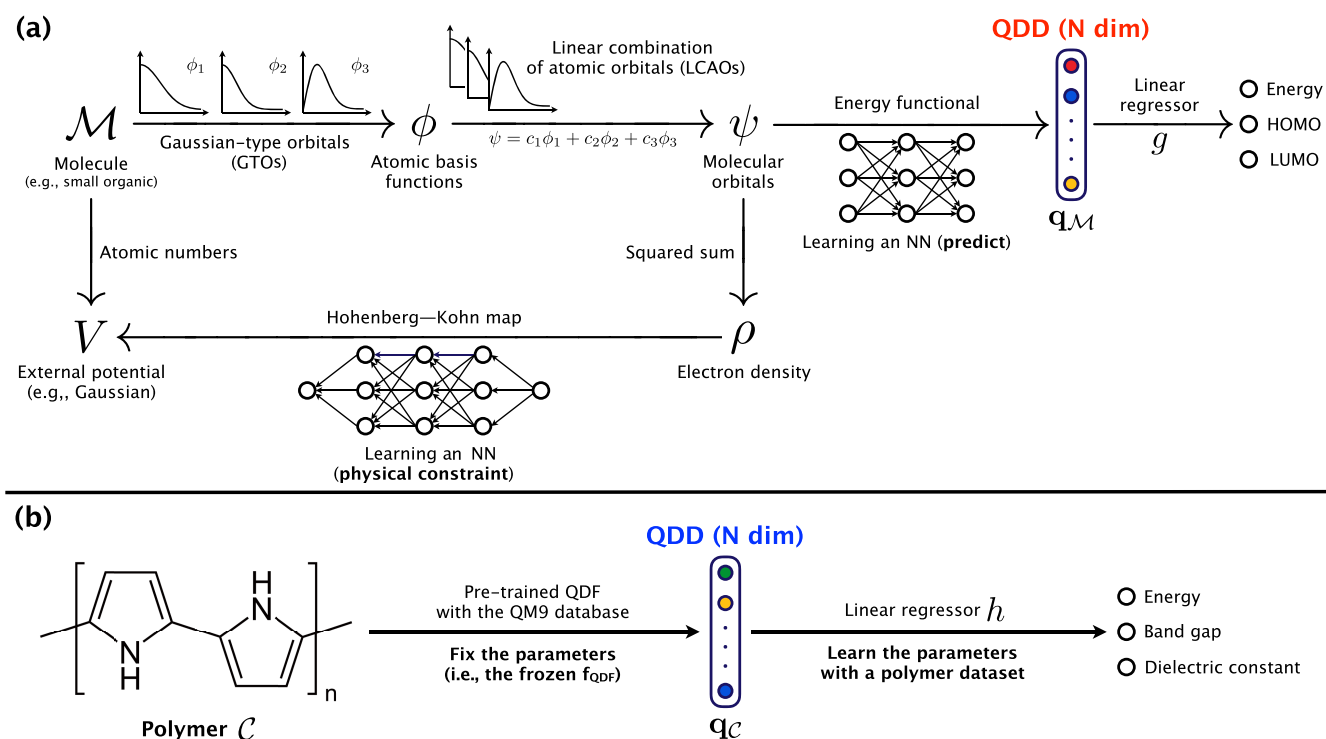 (a)
QDD (N dim)
ϕ1
ϕ2
ϕ3
Linear combination
of atomic orbitals (LCAOs)
Energy functional
Linear
regressor
g
Energy
HOMO
LUMO
M
Gaussian-type orbitals
(GTOs)
ϕ
ψ = c1ϕ1 + c2ϕ2 + c3ϕ3
ψ
Molecule
(e.g., small organic)
Atomic basis
functions
Molecular
orbitals
qM
Learning an NN (predict)
Atomic numbers
Squared sum
V
Hohenberg—Kohn map
ρ
External potential
(e.g,, Gaussian)
Electron density
Learning an NN
(physical constraint)
(b)
QDD (N dim)
H
N
N
H
n
Polymer C
Pre-trained QDF
with the QM9 database
Fix the parameters
(i.e., the frozen fQDF)
qC
Linear regressor h
Learn the parameters
with a polymer dataset
Energy
Band gap
Dielectric constant